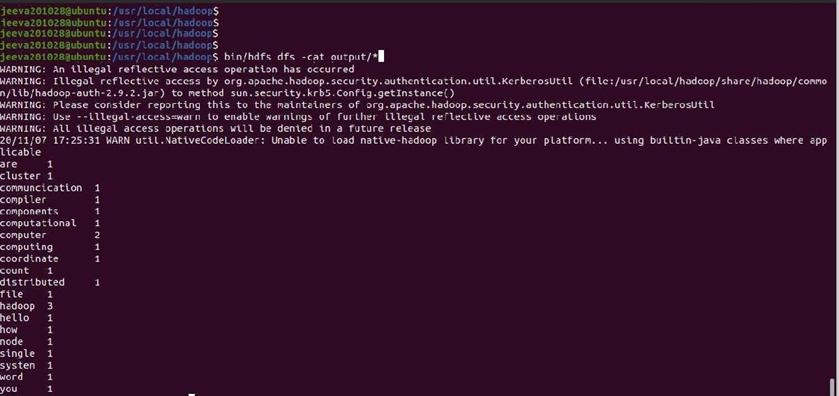 jeeva201028@ubuntu:/usr/local/hadoop$
jeeva201028@ubuntu:/usr/local/hadoop$
jeeva201028@ubuntu:/usr/local/hadoop$
jeeva201028@ubuntu:/usr/local/hadoop$
jeeva201028@ubuntu:/usr/local/hadoop$ bin/hdfs dfs -cat output/*
WARNING: An illegal reflective access operation has occurred
WARNING: Illegal reflective access by org.apache.hadoop.security.authentication.util.KerberosUtil (file:/usr/local/hadoop/share/hadoop/commo
n/lib/hadoop-auth-2.9.2.jar) to method sun.security.krb5.Config.getInstance()
WARNING: Please consider reporting this to the maintainers of org.apache.hadoop.security.authentication.util.KerberosUtil
WARNING: Use --illegal-access=warn to enable warnings of further illegal reflective access operations
WARNING: All illegal access operations will be denied in a future release
20/11/07 17:25:31 WARN util.NativeCodeLoader: Unable to load native-hadoop library for your platform... using builtin-java classes where app
licable
are 1
cluster 1
communcication 1
compiler 1
components 1
computational 1
computer 2
computing 1
coordinate 1
count 1
distributed 1
file 1
hadoop 3
hello 1
how 1
node 1
single 1
systen 1
word 1
you 1